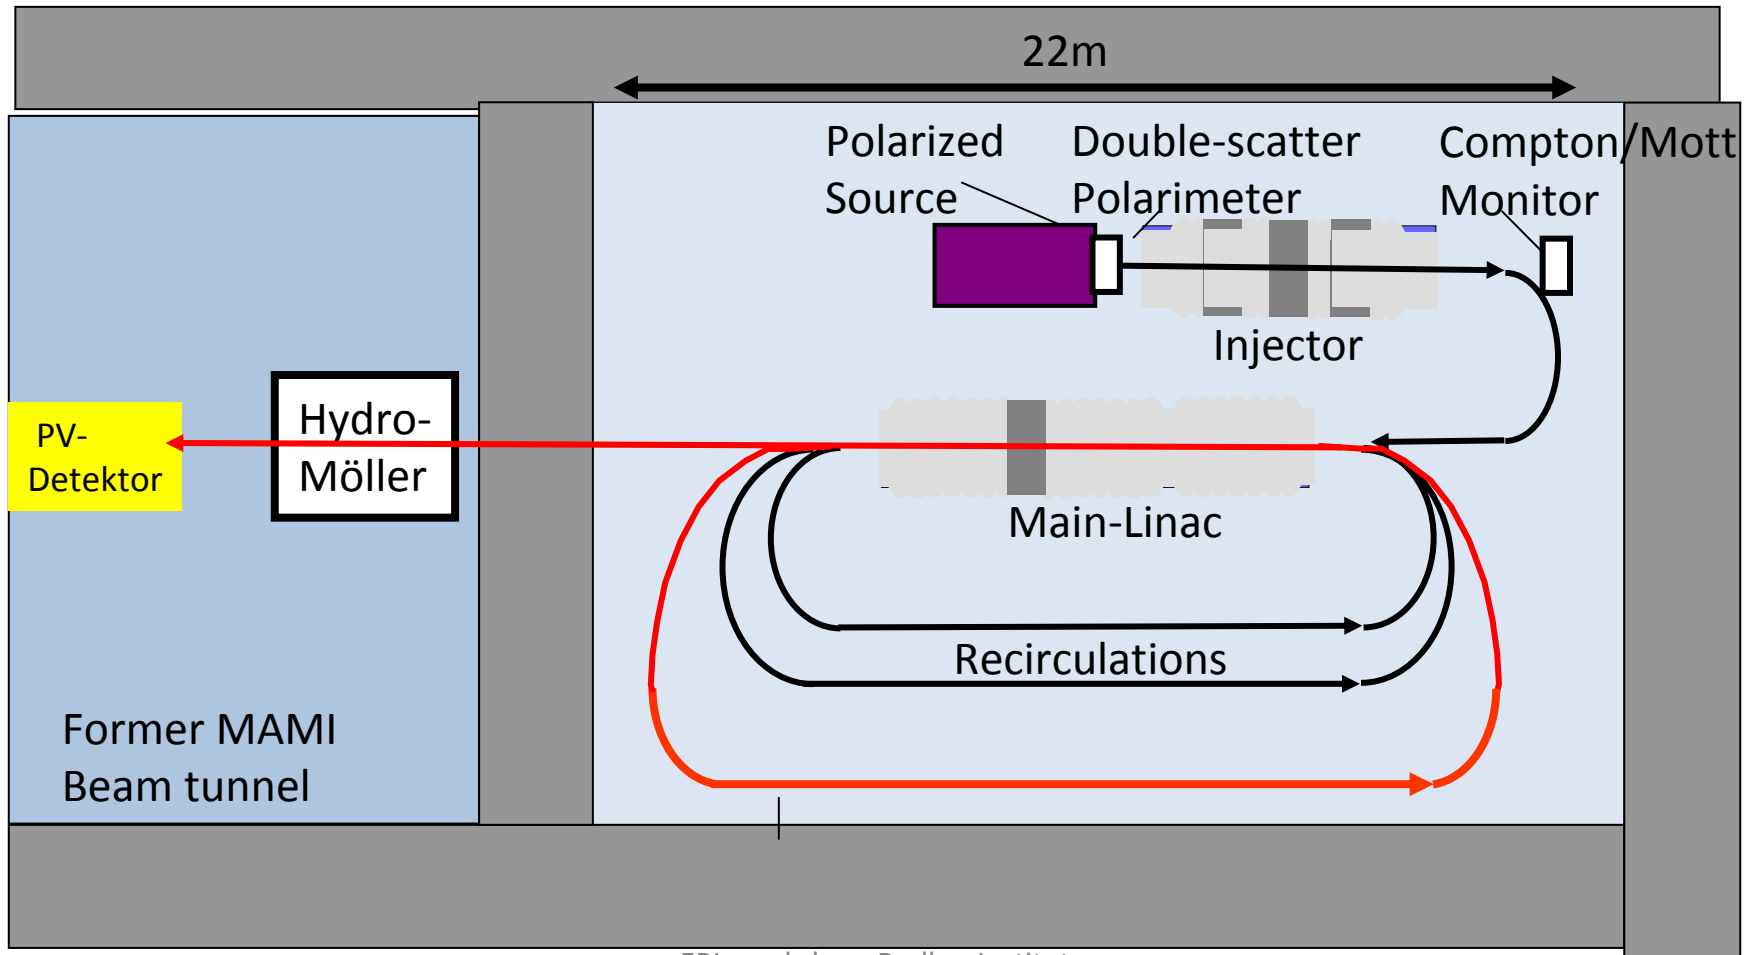 22m
Polarized
Source
Double-scatter
Polarimeter
Compton/Mott
Monitor
Injector
PV-
Detektor
Hydro-
Möller
Main-Linac
Recirculations
Former MAMI
Beam tunnel